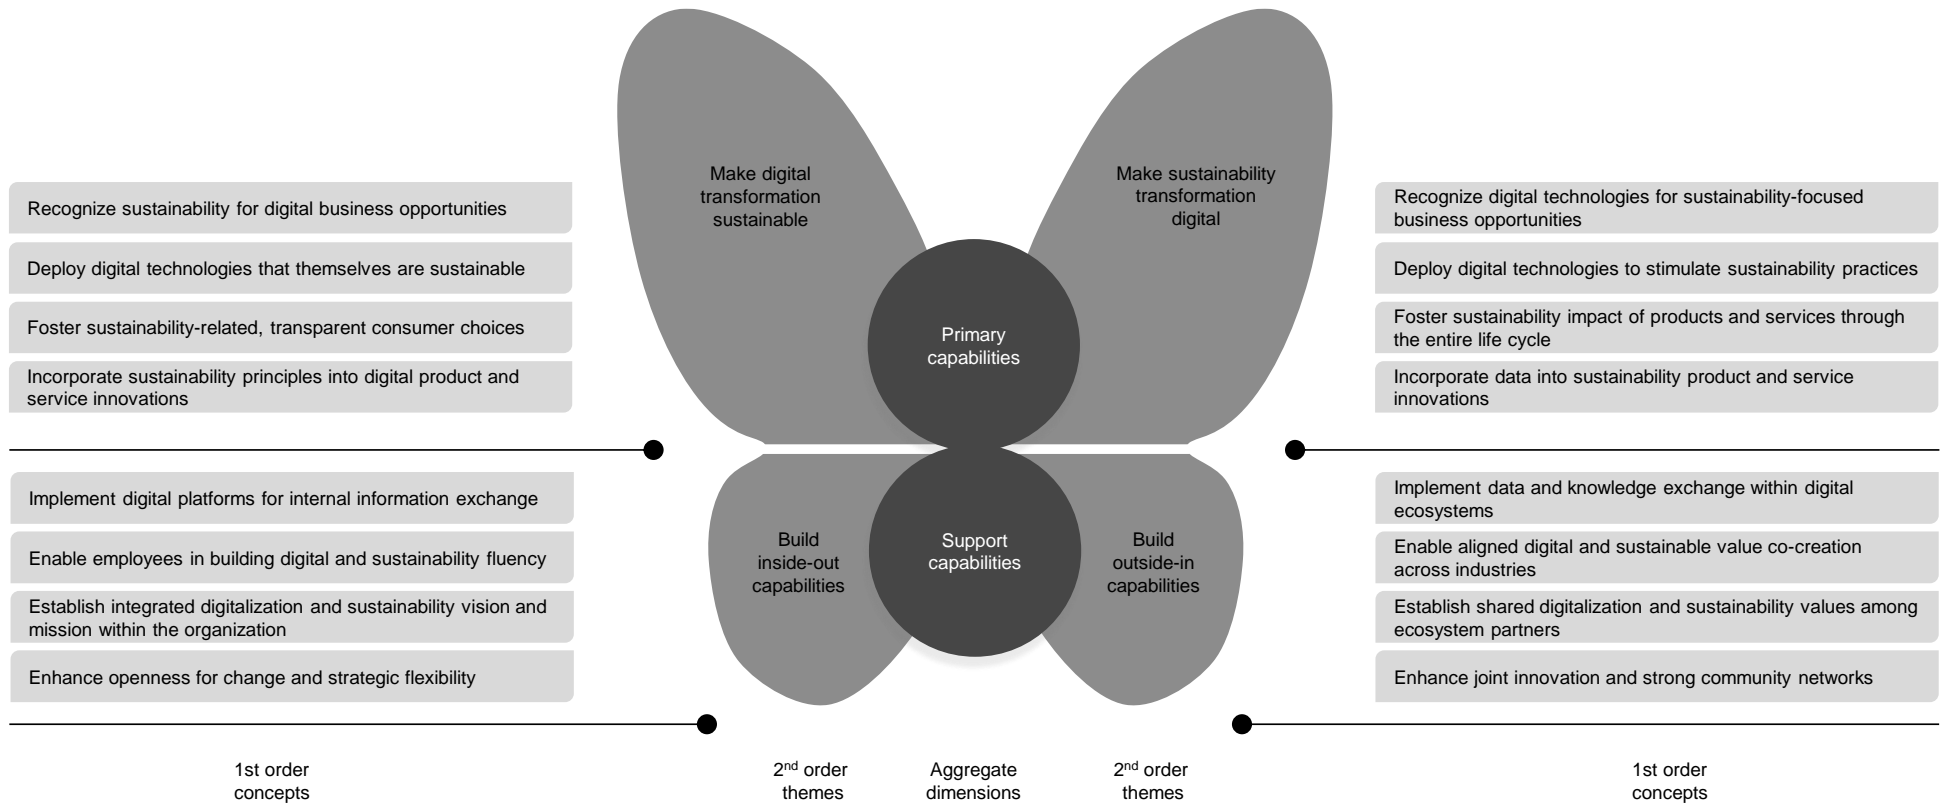 Make digital
transformation
sustainable
Make sustainability
transformation
digital
Recognize sustainability for digital business opportunities
Deploy digital technologies that themselves are sustainable
Foster sustainability-related, transparent consumer choices
Incorporate sustainability principles into digital product and
service innovations
Primary
capabilities
Recognize digital technologies for sustainability-focused
business opportunities
Deploy digital technologies to stimulate sustainability practices
Foster sustainability impact of products and services through
the entire life cycle
Incorporate data into sustainability product and service
innovations
Implement digital platforms for internal information exchange
Enable employees in building digital and sustainability fluency
Establish integrated digitalization and sustainability vision and
mission within the organization
Enhance openness for change and strategic flexibility
Build
inside-out
capabilities
Support
capabilities
Build
outside-in
capabilities
Implement data and knowledge exchange within digital
ecosystems
Enable aligned digital and sustainable value co-creation
across industries
Establish shared digitalization and sustainability values among
ecosystem partners
Enhance joint innovation and strong community networks
1st order
concepts
2nd order
themes
Aggregate
dimensions
2nd order
themes
1st order
concepts